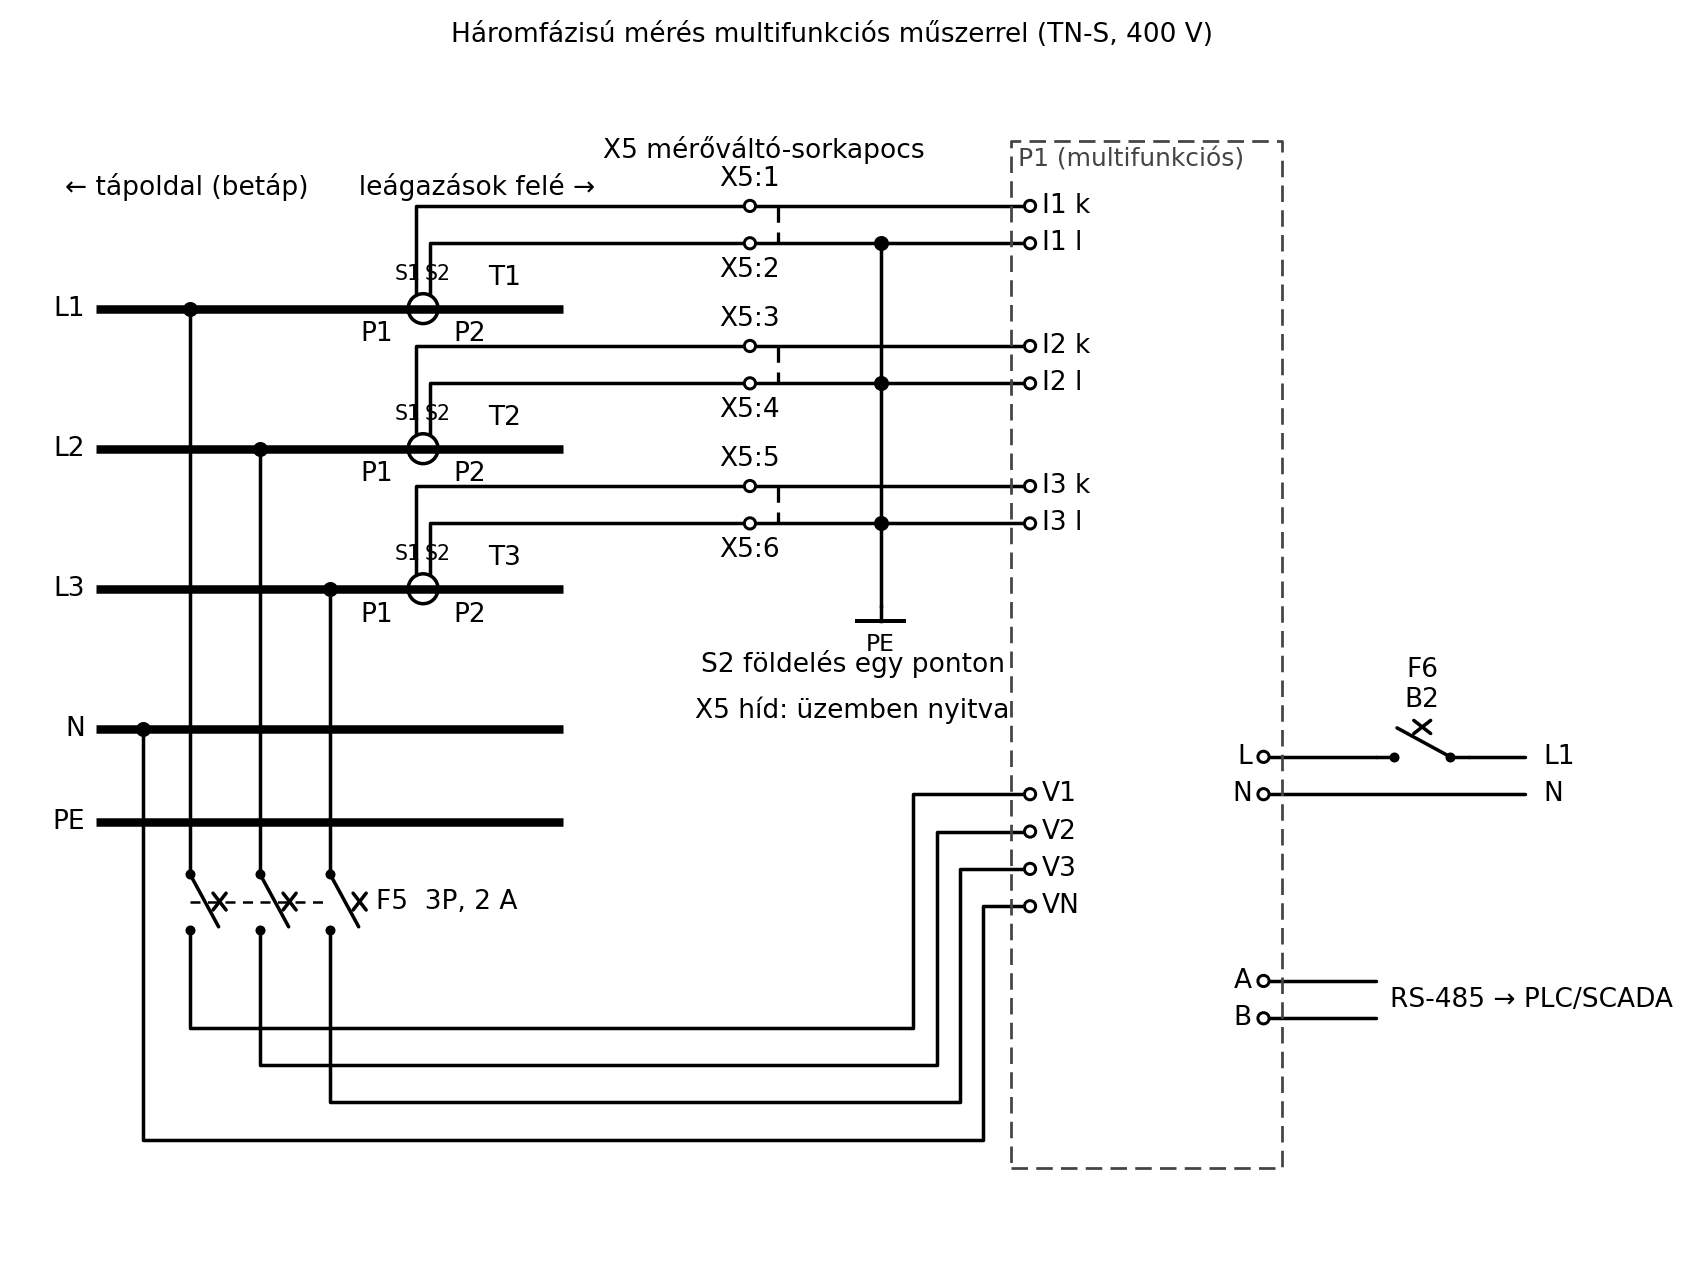 Háromfázisú mérés multifunkciós műszerrel (TN-S, 400 V)
X5 mérőváltó-sorkapocs
P1 (multifunkciós)
← tápoldal (betáp)
leágazások felé →
X5:1
I1 k
I1 l
S1 S2
T1
X5:2
L1
P1
P2
X5:3
I2 k
I2 l
S1 S2
T2
X5:4
L2
P1
P2
X5:5
I3 k
I3 l
S1 S2
T3
X5:6
L3
P1
P2
PE
S2 földelés egy ponton
X5 híd: üzemben nyitva
F6
B2
N
L
L1
N
N
V1
V2
V3
VN
PE
F5 3P, 2 A
A
B
RS-485 → PLC/SCADA